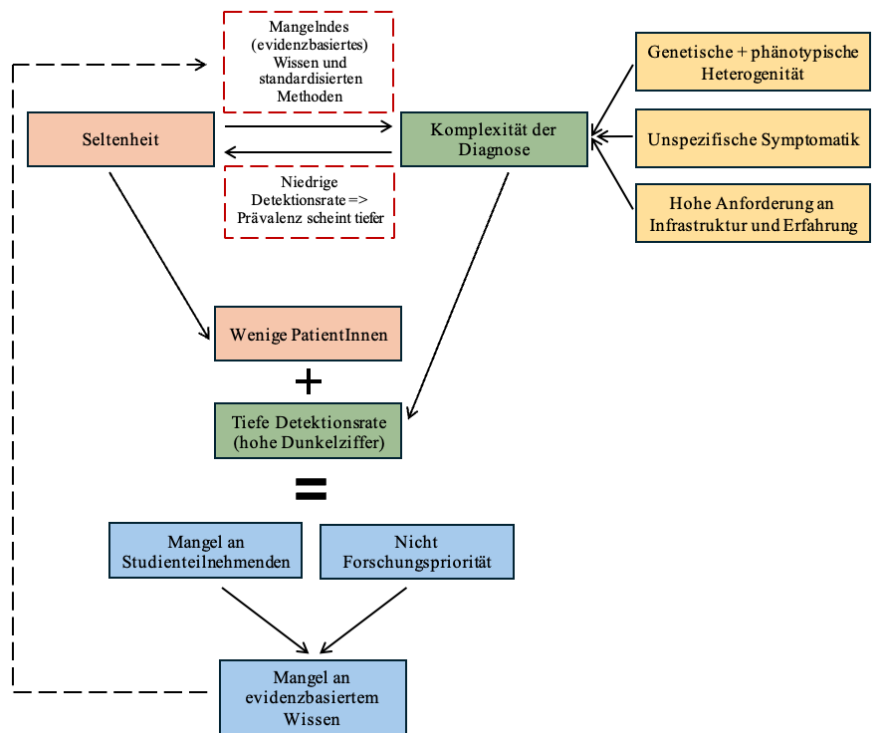 Mangelndes
(evidenzbasiertes)
Wissen und
standardisierten
Methoden
Genetische + phänotypische
Heterogenität
Seltenheit
Komplexität der
Diagnose
Unspezifische Symptomatik
Niedrige
Detektionsrate =>
Prävalenz scheint tiefer
Hohe Anforderung an
Infrastruktur und Erfahrung
Wenige PatientInnen
+
Tiefe Detektionsrate
(hohe Dunkelziffer)
=
Mangel an
Studienteilnehmenden
Nicht
Forschungspriorität
Mangel an
evidenzbasiertem
Wissen